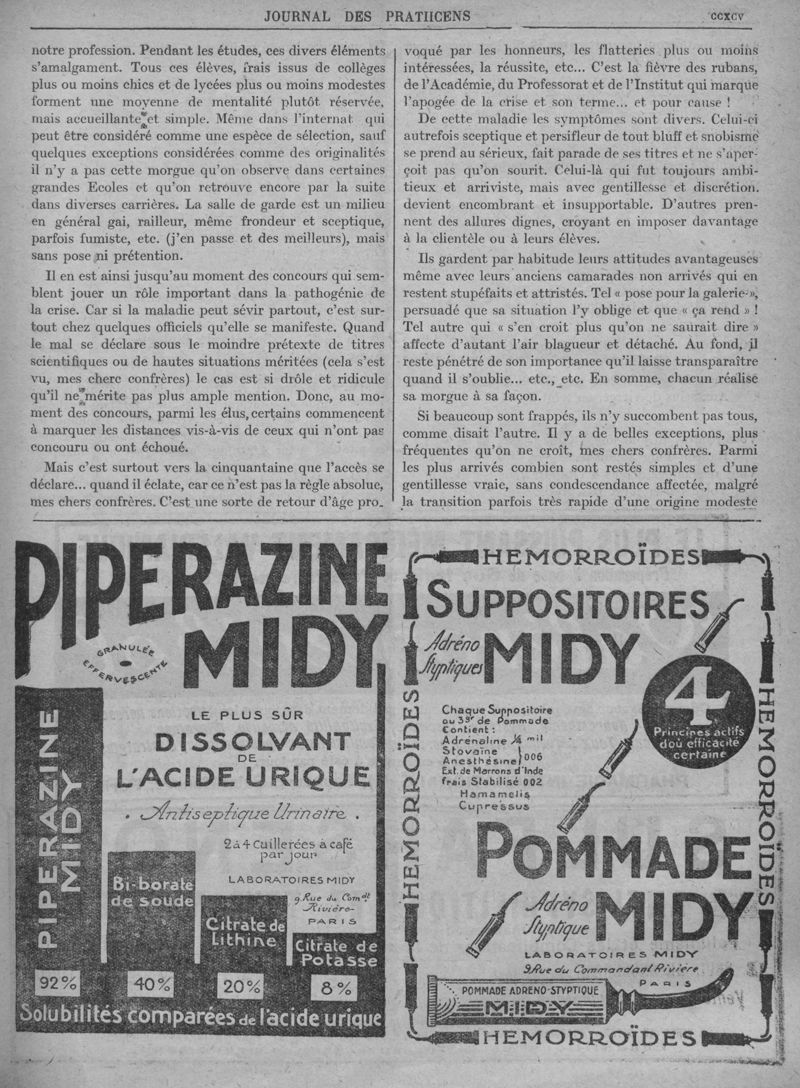 JOURNAL DES PRATIICENS
CCXCV
notre profession. Pendant les études, ces divers éléments
s'amalgament. Tous ces élèves, frais issus de collèges
plus ou moins chics et de lycées plus ou moins modestes
forment une moyenne de mentalité plutôt réservée,
mais accueillante et simple. Même dans l'internat qui
peut être considéré comme une espèce de sélection, sauf
quelques exceptions considérées comme des originalités
il n'y a pas cette morgue qu'on observe dans certaines
grandes Ecoles et qu'on retrouve encore par la suite
dans diverses carrières. La salle de garde est un milieu
en général gai, railleur, même frondeur et sceptique,
parfois fumiste, etc. (j'en passe et des meilleurs), mais
sans pose ni prétention.
Il en est ainsi jusqu'au moment des concours qui sem-
blent jouer un rôle important dans la pathogénie de
la crise. Car si la maladie peut sévir partout, c'est sur-
tout chez quelques officiels qu'elle se manifeste. Quand
le mal se déclare sous le moindre prétexte de titres
scientifiques ou de hautes situations méritées (cela s'est
vu, mes cherc confrères) le cas est si drôle et ridicule
qu'il ne mérite pas plus ample mention. Donc, au mo-
ment des concours, parmi les élus, certains commencent
à marquer les distances vis-à-vis de ceux qui n'ont pas
concouru ou ont échoué.
Mais c'est surtout vers la cinquantaine que l'accès se
déclare... quand il éclate, car ce n'est pas la règle absolue,
mes chers confrères. C'est une sorte de retour d'âge pro-
voqué par les honneurs, les flatteries plus ou moins
intéressées, la réussite, etc... C'est la fièvre des rubans,
de l'Académie, du Professorat et de l'Institut qui marque
l'apogée de la crise et son terme... et pour cause !
De cette maladie les symptômes sont divers. Celui-ci
autrefois sceptique et persifleur de tout bluff et snobisme
se prend au sérieux, fait parade de ses titres et ne s'aper-
çoit pas qu'on sourit. Celui-là qui fut toujours ambi-
tieux et arriviste, mais avec gentillesse et discrétion.
devient encombrant et insupportable. D'autres pren-
nent des allures dignes, croyant en imposer davantage
à la clientèle ou à leurs élèves.
Ils gardent par habitude leurs attitudes avantageuses
même avec leurs anciens camarades non arrivés qui en
restent stupéfaits et attristés. Tel « pose pour la galerie »,
persuadé que sa situation l'y oblige et que « ça rend » !
Tel autre qui « s'en croit plus qu'on ne saurait dire »
affecte d'autant l'air blagueur et détaché. Au fond, il
reste pénétré de son importance qu'il laisse transparaître
quand il s'oublie... etc., etc. En somme, chacun réalise
sa morgue à sa façon.
Si beaucoup sont frappés, ils n'y succombent pas tous,
comme disait l'autre. Il y a de belles exceptions, plus
fréquentes qu'on ne croît, mes chers confrères. Parmi
les plus arrivés combien sont restés simples et d'une
gentillesse vraie, sans condescendance affectée, malgré
la transition parfois très rapide d'une origine modeste
PIPERAZINE
MIDY
GRANULÉE
EFFERVESCENTE
LE PLUS SÛR
DISSOLVANT
DE
L'ACIDE URIQUE
. Antiseptique Urinaire .
2 à 4 Cuillerées à café
par jour
LABORATOIRES MIDY
9. Rue du Com.dt
Rivière-
PARIS
PIPERAZINE
MIDY
Bi-borate
de soude
Citrate de
Lithine
Citrate de
Potasse
92%
40%
20%
8%
Solubilités comparées de l'acide urique
HEMORROÏDES
SUPPOSITOIRES
Adréno
Styptiques
MIDY
4
Principes actifs
doù efficacité
certaine
Chaque Suppositoire
ou 3gr de Pommade
Contient :
Adrénaline 1/4 mil
Stovaïne
Anesthésine } 006
Ext. de Marrons d'Inde
frais Stabilisé 002
Hamamelis
Cupressus
HEMORROÏDES
HEMORROÏDES
POMMADE
Adréno
Styptique
MIDY
LABORATOIRES MIDY
9 Rue du Commandant Rivière
PARIS
POMMADE ADRENO-STYPTIQUE
MIDY
HEMORROÏDES